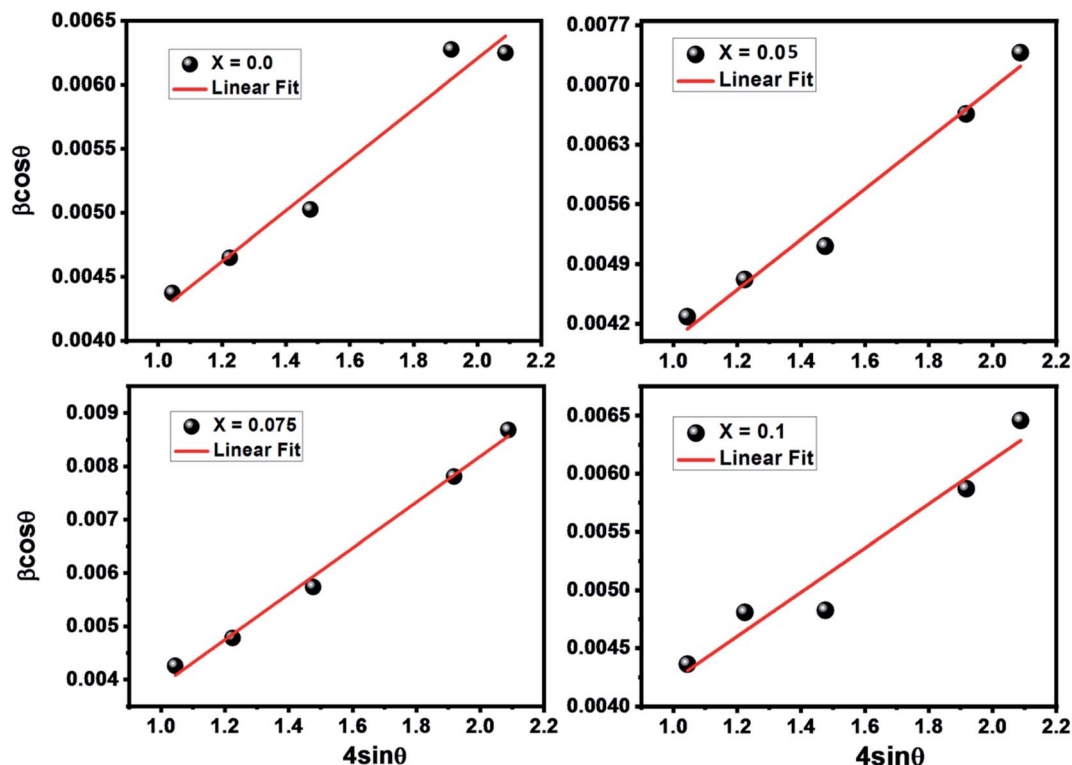 0.0065
0.0060
0.0055
0.0050
0.0045
0.0040
βcosθ
X = 0.0
Linear Fit
1.0 1.2 1.4 1.6 1.8 2.0 2.2
0.0077
0.0070
0.0063
0.0056
0.0049
0.0042
X = 0.05
Linear Fit
1.0 1.2 1.4 1.6 1.8 2.0 2.2
0.009
0.008
0.007
0.006
0.005
0.004
βcosθ
X = 0.075
Linear Fit
1.0 1.2 1.4 1.6 1.8 2.0 2.2
4sinθ
0.0065
0.0060
0.0055
0.0050
0.0045
0.0040
X = 0.1
Linear Fit
1.0 1.2 1.4 1.6 1.8 2.0 2.2
4sinθ